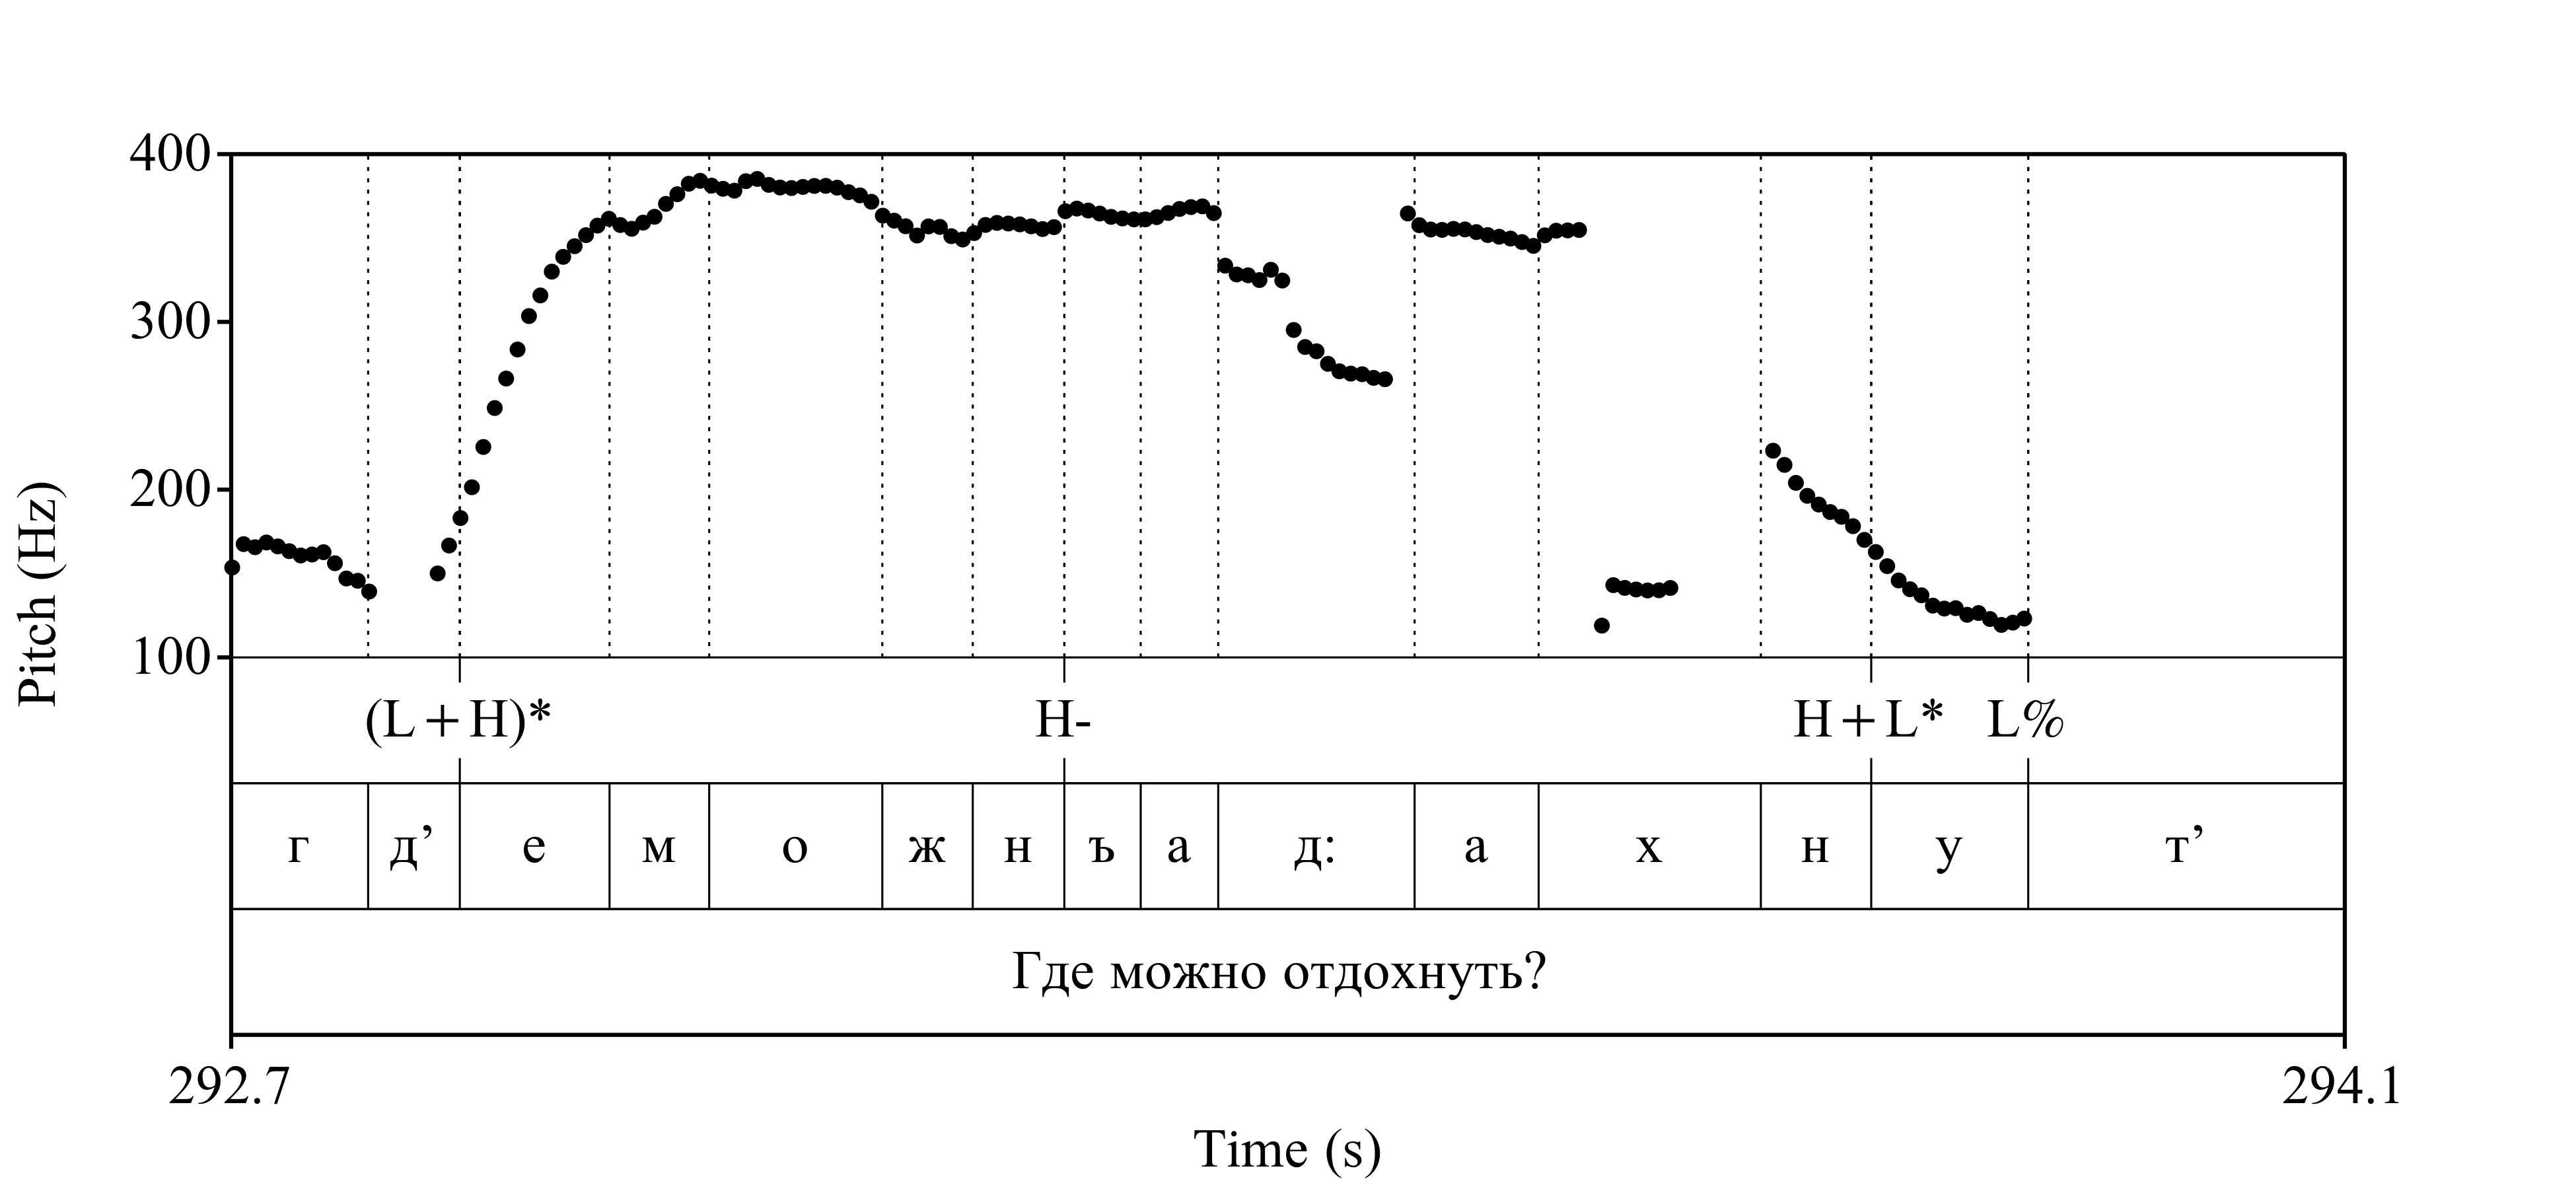 400
300
200
100
Pitch (Hz)
(L+H)* H- H+L* L%
г д’ е м о ж н ъ а д: а х н у т’
Где можно отдохнуть?
292.7 294.1
Time (s)